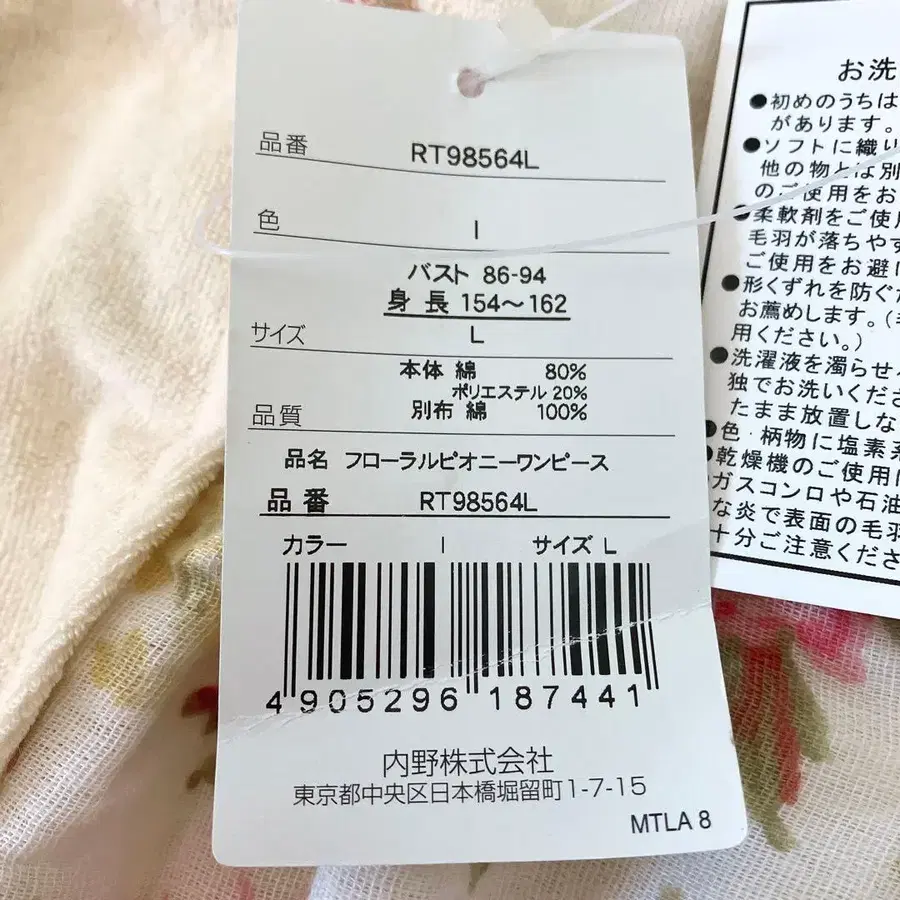 品番 RT98564L
色 I
バスト 86-94
身長 154〜162
サイズ L
本体 綿 80%
ポリエステル 20%
品質 別布 綿 100%
品名 フローラルピオニーワンピース
品番 RT98564L
カラー I サイズ L
4 905296 187441
内野株式会社
東京都中央区日本橋堀留町1-7-15
MTLA 8
お洗
●初めのうちは
があります。
●ソフトに織り
他の物とは別
のご使用をお
●柔軟剤をご使用
毛羽が落ちやす
ご使用をお避け
●形くずれを防ぐた
お薦めします。(
用ください。)
●洗濯液を濁らせ
独でお洗いくださ
たまま放置しな
●色・柄物に塩素系
●乾燥機のご使用に
●ガスコンロや石油
な炎で表面の毛羽
十分ご注意くださ